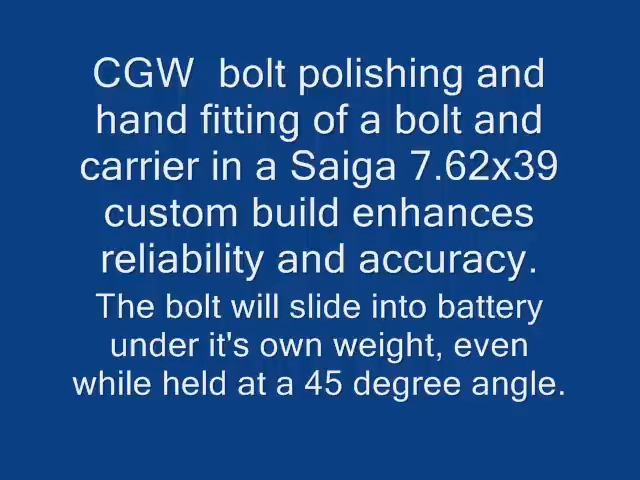 CGW  bolt polishing and
hand fitting of a bolt and
carrier in a Saiga 7.62x39
custom build enhances
reliability and accuracy.
The bolt will slide into battery
under it's own weight, even
while held at a 45 degree angle.